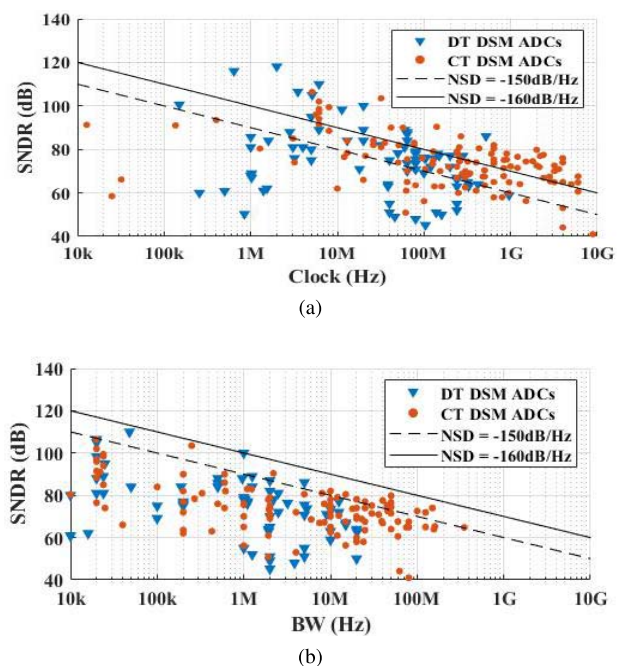 (a)
140
120
100
80
60
40
SNDR (dB)
DT DSM ADCs
CT DSM ADCs
NSD = -150dB/Hz
NSD = -160dB/Hz
10k 100k 1M 10M 100M 1G 10G
Clock (Hz)
(a)
140
120
100
80
60
40
SNDR (dB)
DT DSM ADCs
CT DSM ADCs
NSD = -150dB/Hz
NSD = -160dB/Hz
10k 100k 1M 10M 100M 1G 10G
BW (Hz)
(b)